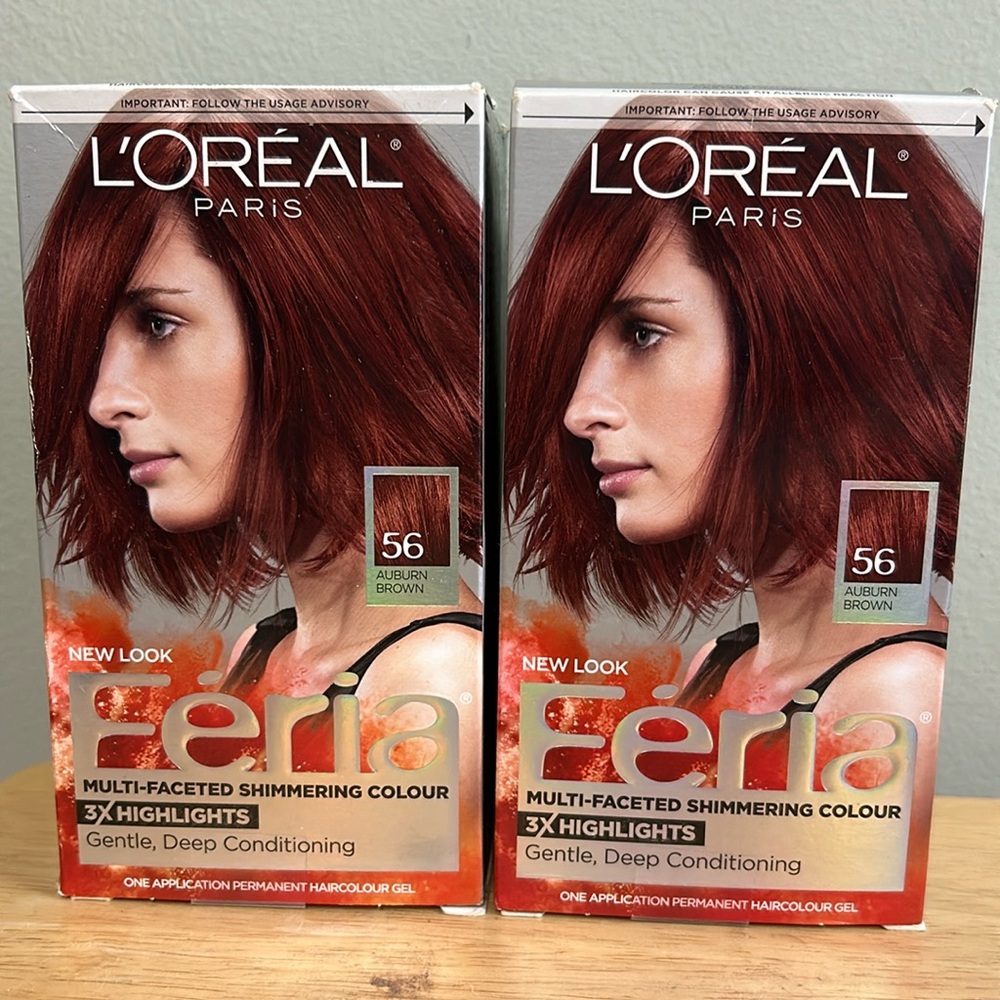 IMPORTANT: FOLLOW THE USAGE ADVISORY
L'ORÉAL®
PARiS
56
AUBURN
BROWN
NEW LOOK
Féria®
MULTI-FACETED SHIMMERING COLOUR
3X HIGHLIGHTS
Gentle, Deep Conditioning
ONE APPLICATION PERMANENT HAIRCOLOUR GEL
HAIRCOLOR CAN CAUSE AN ALLERGIC REACTION
IMPORTANT: FOLLOW THE USAGE ADVISORY
L'ORÉAL®
PARiS
56
AUBURN
BROWN
NEW LOOK
Féria®
MULTI-FACETED SHIMMERING COLOUR
3X HIGHLIGHTS
Gentle, Deep Conditioning
ONE APPLICATION PERMANENT HAIRCOLOUR GEL